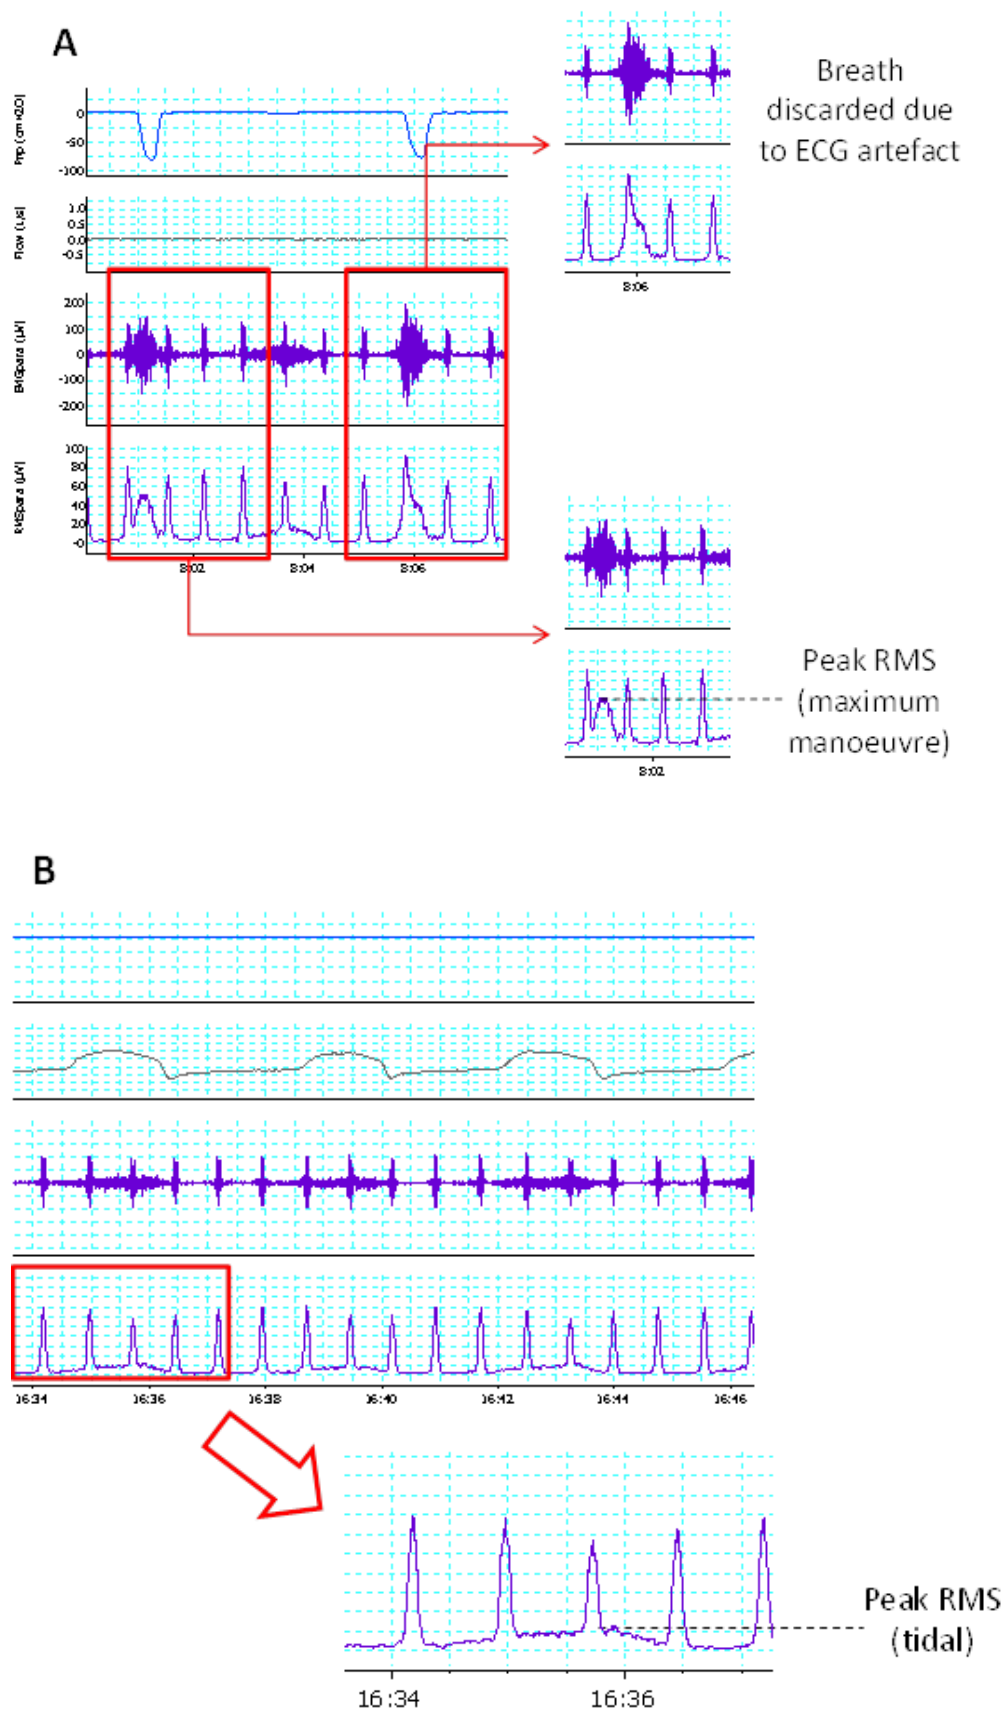 A
Breath
discarded due
to ECG artefact
Pnp (cmH2O)
0
-50
-100
Flow (L/s)
1.0
0.5
0.0
-0.5
EMGpara (µV)
200
100
0
-100
-200
RMSpara (µV)
100
80
60
40
20
-0
8:02
8:04
8:06
8:06
Peak RMS
(maximum
manoeuvre)
8:02
B
16:34
16:36
16:38
16:40
16:42
16:44
16:46
Peak RMS
(tidal)
16:34
16:36